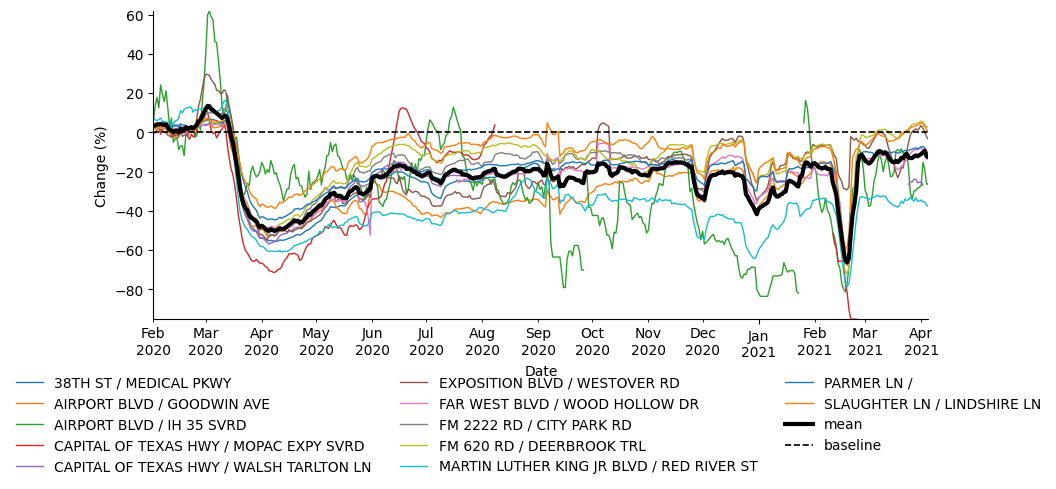 60
40
20
0
−20
−40
−60
−80
Change (%)
Feb 2020
Mar 2020
Apr 2020
May 2020
Jun 2020
Jul 2020
Aug 2020
Sep 2020
Oct 2020
Nov 2020
Dec 2020
Jan 2021
Feb 2021
Mar 2021
Apr 2021
Date
38TH ST / MEDICAL PKWY
AIRPORT BLVD / GOODWIN AVE
AIRPORT BLVD / IH 35 SVRD
CAPITAL OF TEXAS HWY / MOPAC EXPY SVRD
CAPITAL OF TEXAS HWY / WALSH TARLTON LN
EXPOSITION BLVD / WESTOVER RD
FAR WEST BLVD / WOOD HOLLOW DR
FM 2222 RD / CITY PARK RD
FM 620 RD / DEERBROOK TRL
MARTIN LUTHER KING JR BLVD / RED RIVER ST
PARMER LN /
SLAUGHTER LN / LINDSHIRE LN
mean
baseline